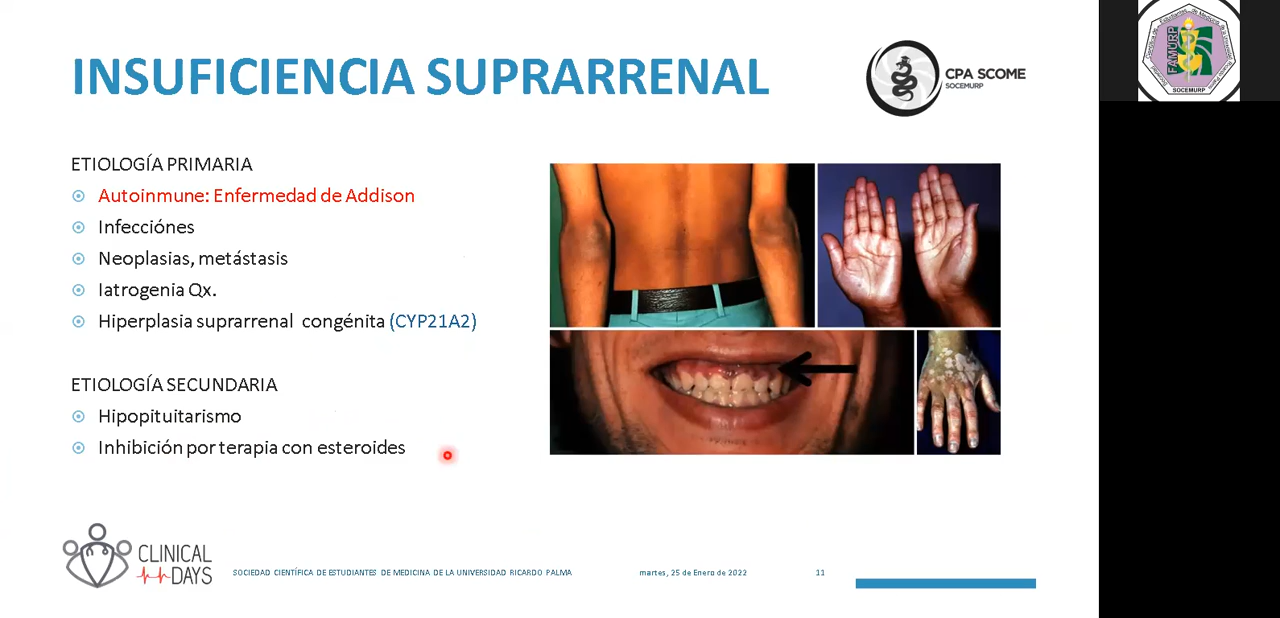 INSUFICIENCIA SUPRARRENAL
CPA SCOME
SOCEMURP
FAMURP
SOCEMURP
ETIOLOGÍA PRIMARIA
Autoinmune: Enfermedad de Addison
Infecciónes
Neoplasias, metástasis
Iatrogenia Qx.
Hiperplasia suprarrenal congénita (CYP21A2)
ETIOLOGÍA SECUNDARIA
Hipopituitarismo
Inhibición por terapia con esteroides
CLINICAL
DAYS
SOCIEDAD CIENTÍFICA DE ESTUDIANTES DE MEDICINA DE LA UNIVERSIDAD RICARDO PALMA
martes, 25 de Enero de 2022
11